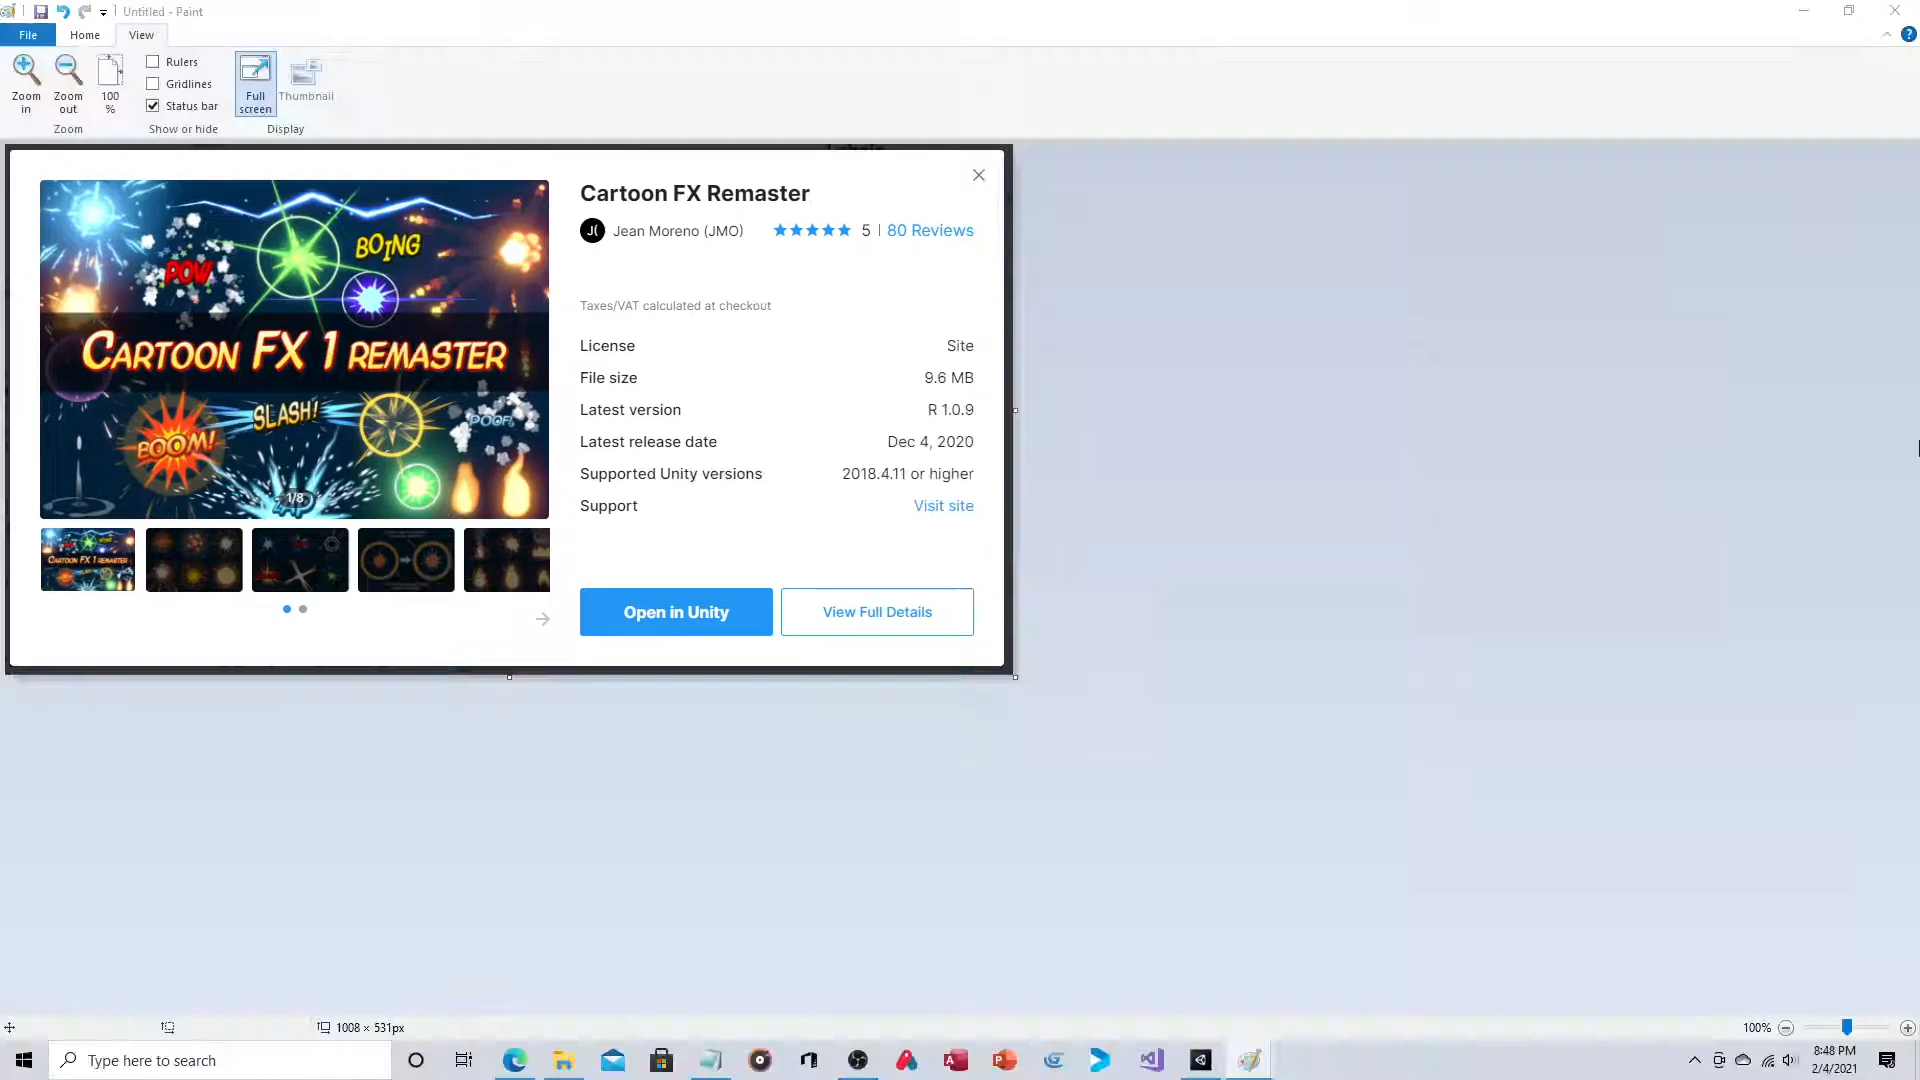 Untitled - Paint
File
Home
View
Zoom in
Zoom out
100 %
Rulers
Gridlines
Status bar
Full screen
Thumbnail
Zoom
Show or hide
Display
Cartoon FX Remaster
J( Jean Moreno (JMO)
5 | 80 Reviews
Taxes/VAT calculated at checkout
License Site
File size 9.6 MB
Latest version R 1.0.9
Latest release date Dec 4, 2020
Supported Unity versions 2018.4.11 or higher
Support Visit site
Open in Unity
View Full Details
BOING
POW
CARTOON FX 1 REMASTER
SLASH!
BOOM!
POOF!
1/8
CARTOON FX 1 REMASTER
1008 × 531px
100%
Type here to search
8:48 PM
2/4/2021